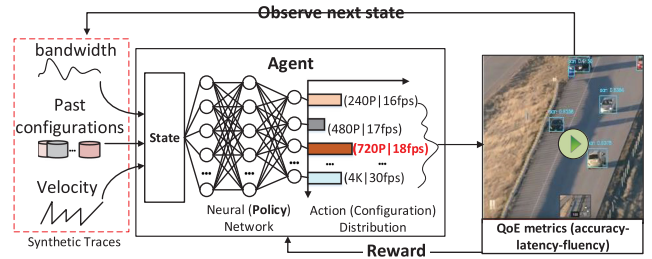 Observe next state
bandwidth
Past
configurations
...
Velocity
Synthetic Traces
Agent
State
...
...
...
(240P|16fps)
(480P|17fps)
(720P|18fps)
...
...
(4K|30fps)
Neural (Policy)
Network
Action (Configuration)
Distribution
QoE metrics (accuracy-
latency-fluency)
Reward